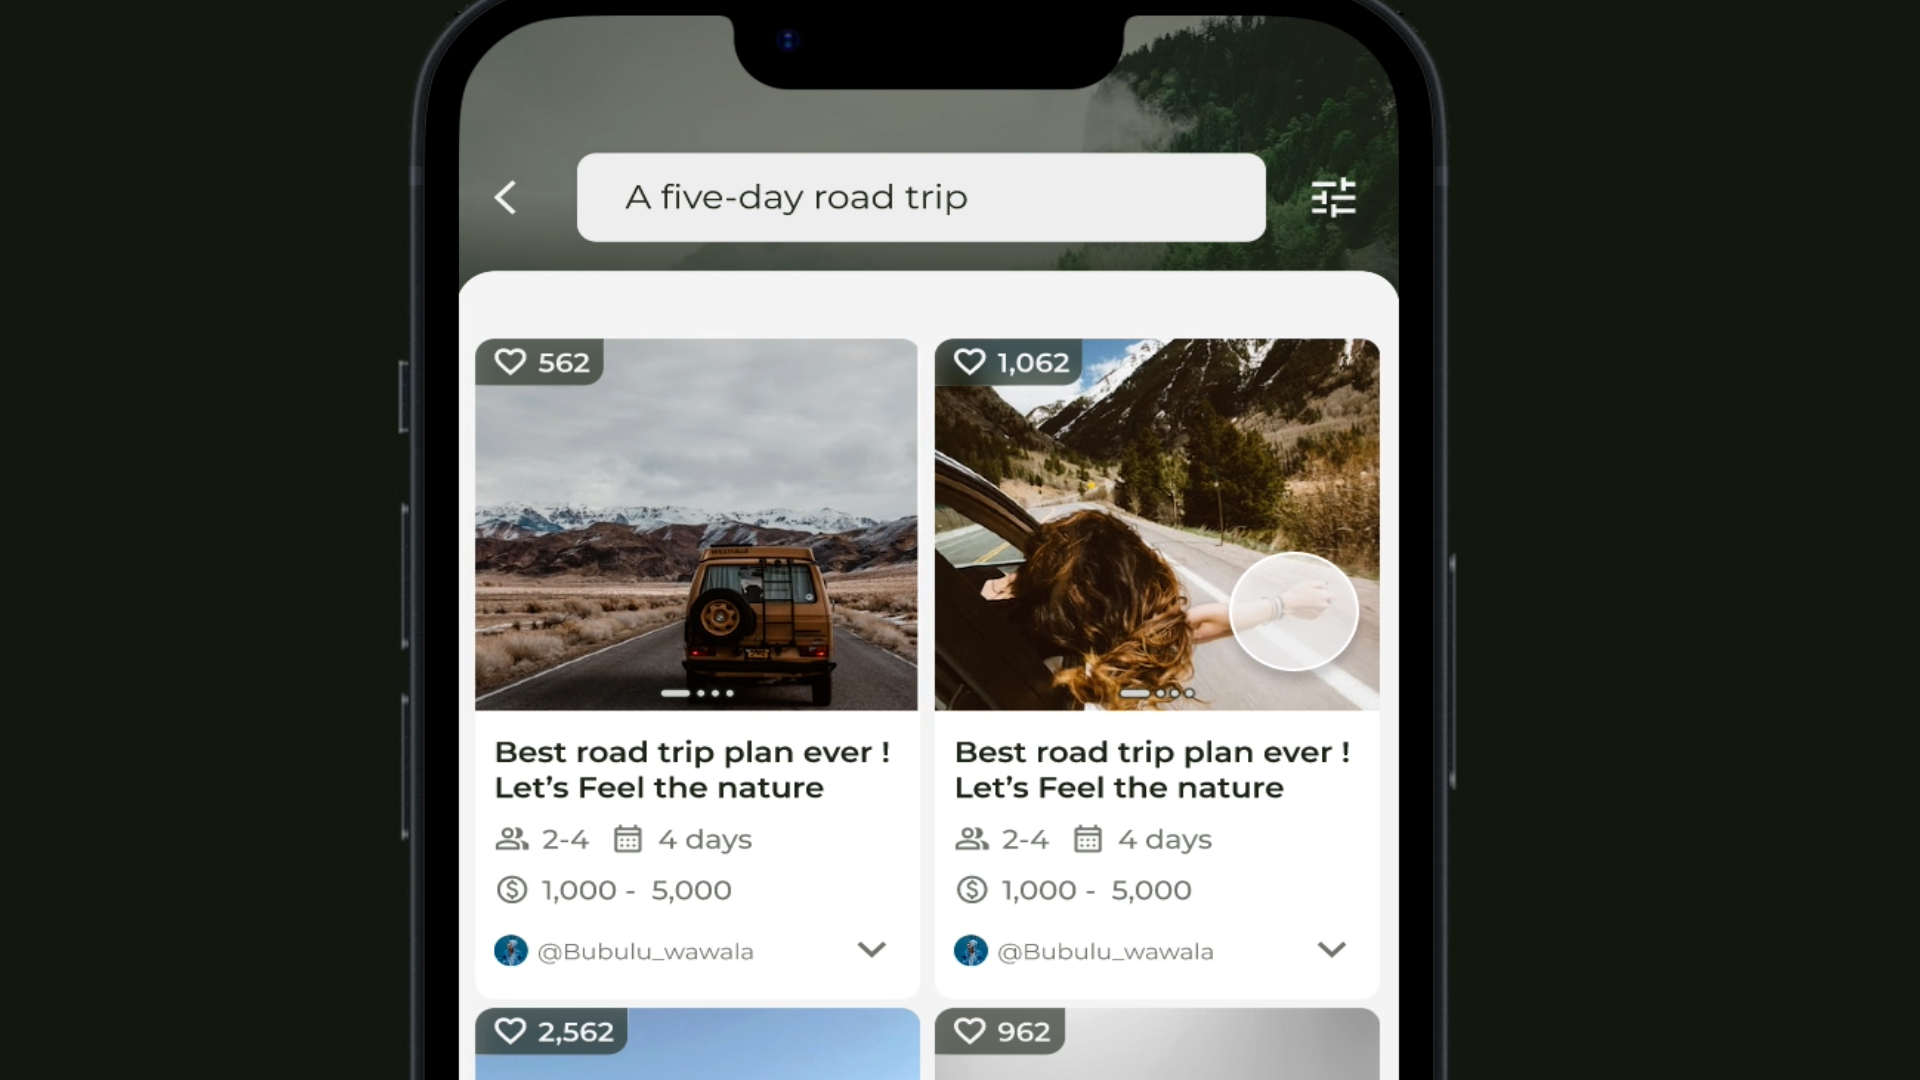 A five-day road trip
562
1,062
Best road trip plan ever !
Let’s Feel the nature
2-4 4 days
1,000 - 5,000
@Bubulu_wawala
Best road trip plan ever !
Let’s Feel the nature
2-4 4 days
1,000 - 5,000
@Bubulu_wawala
2,562
962